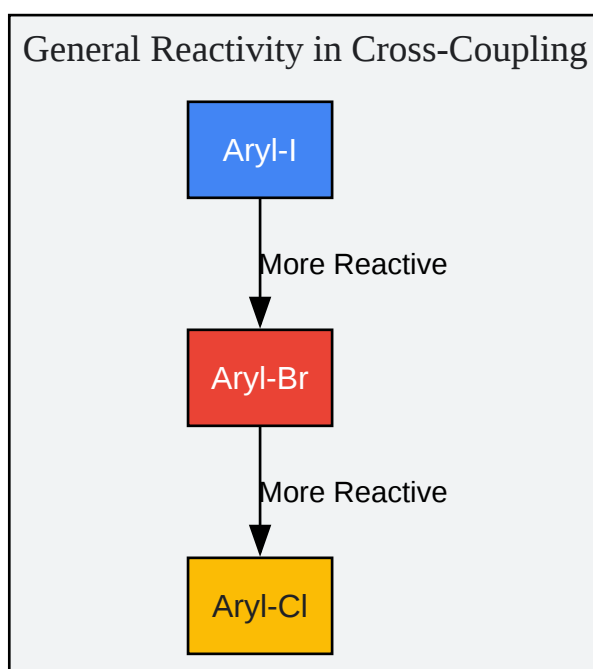 General Reactivity in Cross-Coupling
Aryl-I
More Reactive
Aryl-Br
More Reactive
Aryl-Cl